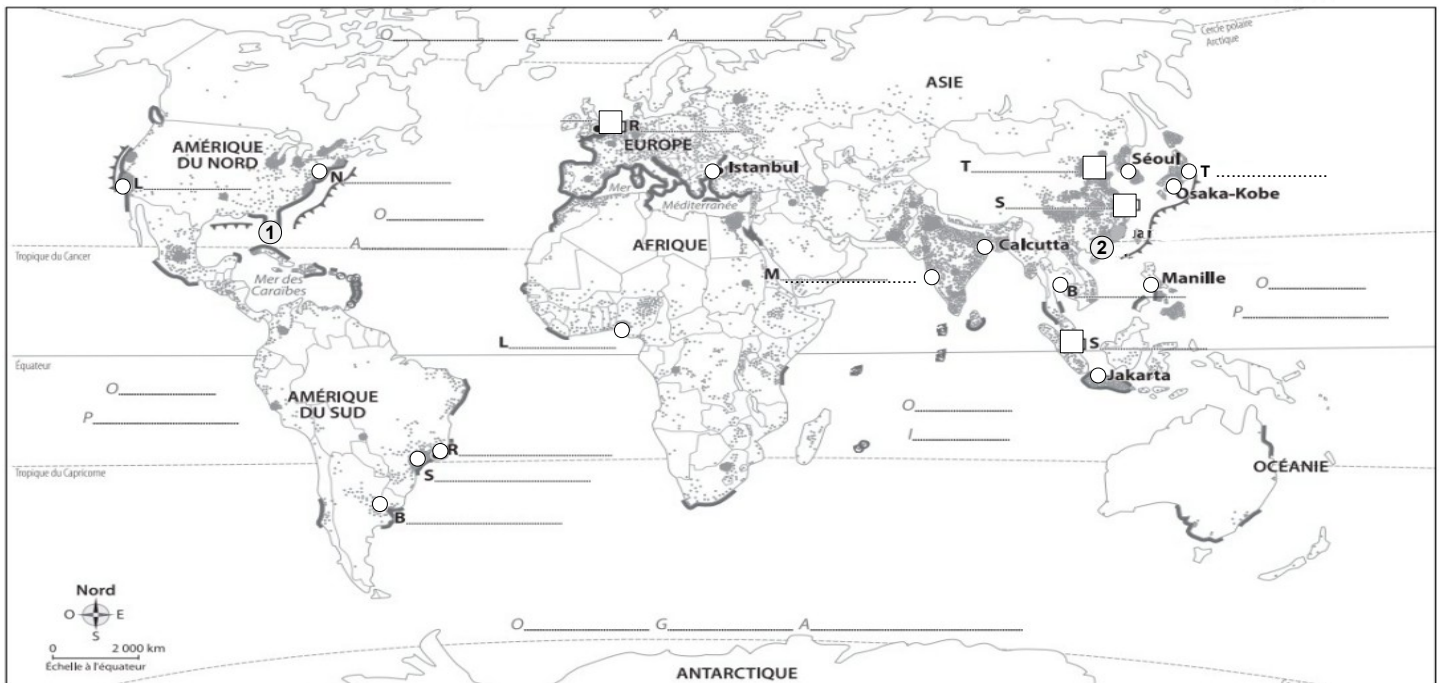 O G A
Cercle polaire
Arctique
ASIE
AMÉRIQUE
DU NORD
R
EUROPE
Istanbul
Séoul
T
T
L
N
Mer
Méditerranée
Osaka-Kobe
S
O
1
A
AFRIQUE
Calcutta
2
Tropique du Cancer
Mer des
Caraïbes
M
Manille
O
B
P
L
S
Équateur
Jakarta
O
AMÉRIQUE
DU SUD
P
O
I
R
S
Tropique du Capricorne
OCÉANIE
B
Nord
O E
S
0 2 000 km
Échelle à l'équateur
O G A
ANTARCTIQUE